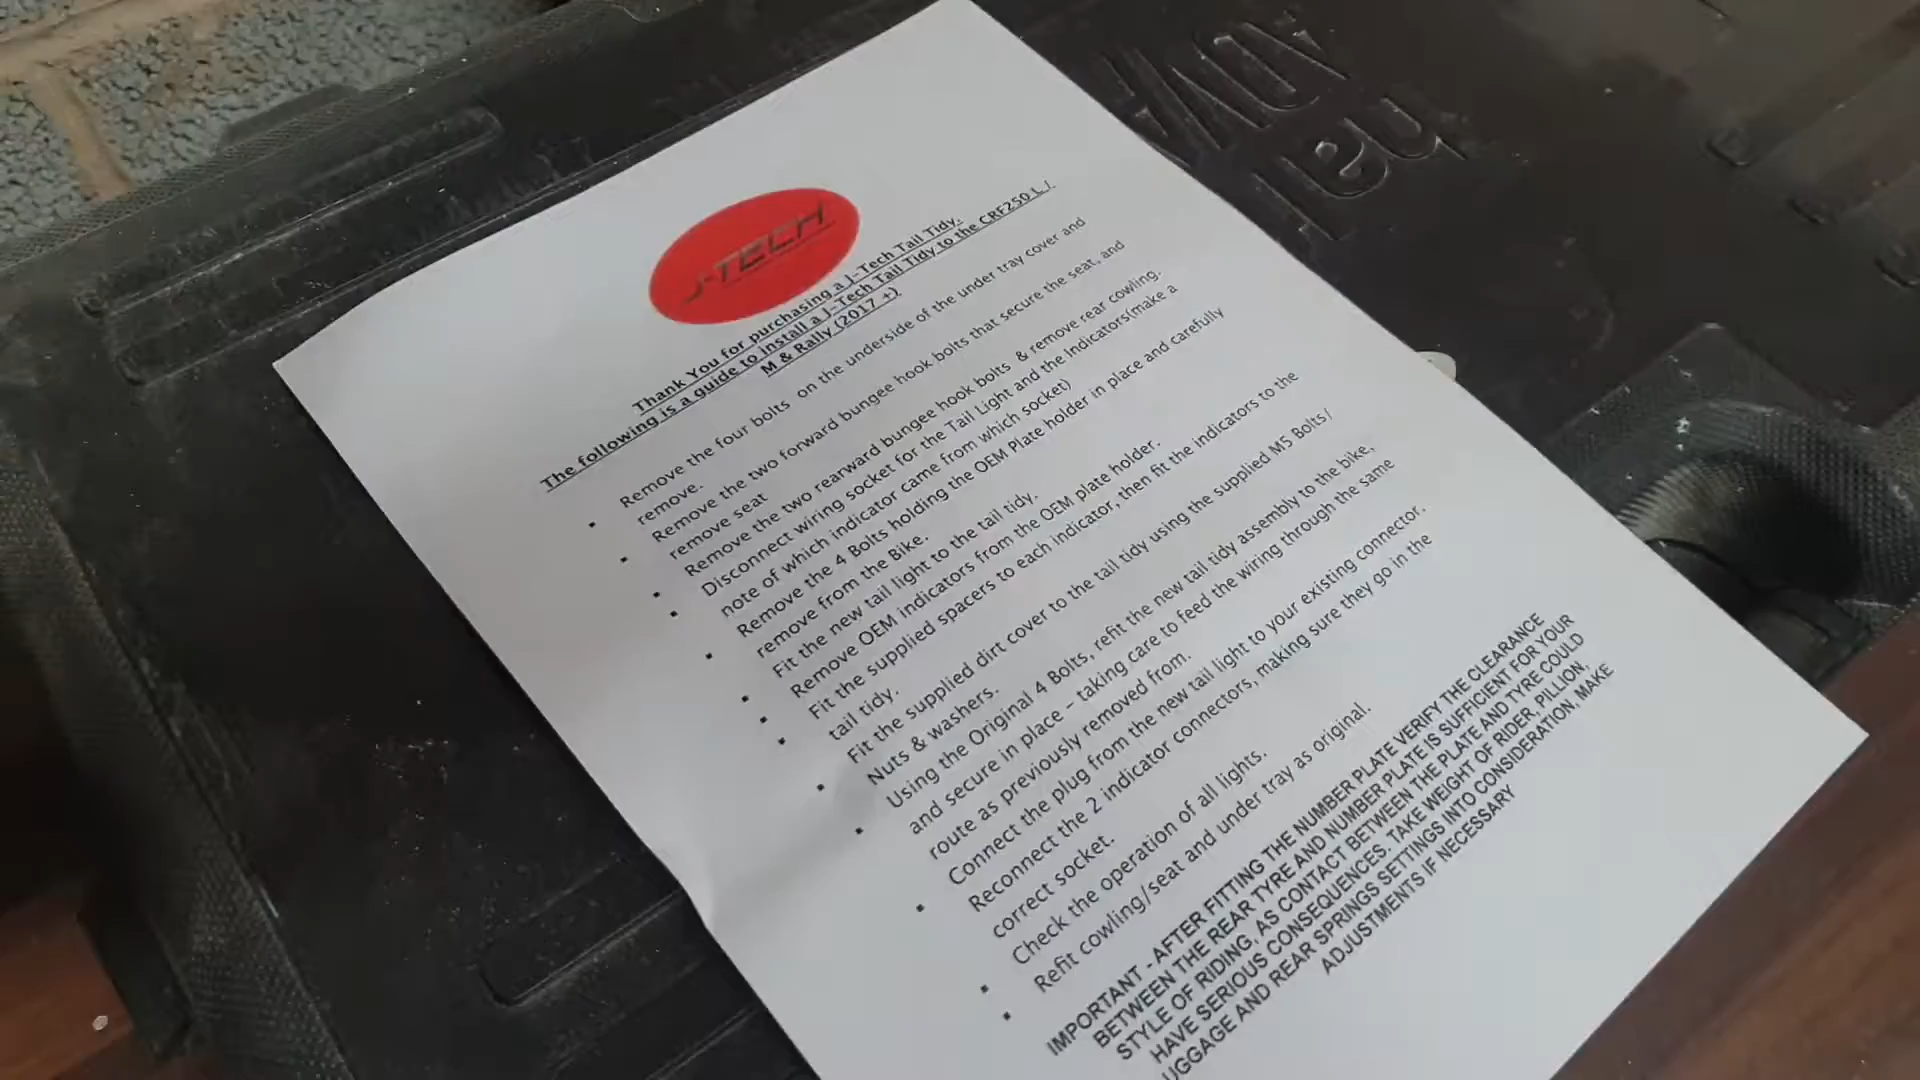 J-TECH
Thank You for purchasing a J-Tech Tail Tidy.
The following is a guide to install a J-Tech Tail Tidy to the CRF250 L /
M & Rally (2017 +)
• Remove the four bolts on the underside of the under tray cover and
remove.
• Remove the two forward bungee hook bolts that secure the seat, and
remove seat
• Remove the two rearward bungee hook bolts & remove rear cowling.
• Disconnect wiring socket for the Tail Light and the Indicators(make a
note of which indicator came from which socket)
• Remove the 4 Bolts holding the OEM Plate holder in place and carefully
remove from the Bike.
• Fit the new tail light to the tail tidy.
• Remove OEM indicators from the OEM plate holder.
• Fit the supplied spacers to each indicator, then fit the indicators to the
tail tidy.
• Fit the supplied dirt cover to the tail tidy using the supplied M5 Bolts/
Nuts & washers.
• Using the Original 4 Bolts, refit the new tail tidy assembly to the bike,
and secure in place – taking care to feed the wiring through the same
route as previously removed from.
• Connect the plug from the new tail light to your existing connector.
Reconnect the 2 indicator connectors, making sure they go in the
correct socket.
• Check the operation of all lights.
• Refit cowling/seat and under tray as original.
IMPORTANT - AFTER FITTING THE NUMBER PLATE VERIFY THE CLEARANCE
BETWEEN THE REAR TYRE AND NUMBER PLATE IS SUFFICIENT FOR YOUR
STYLE OF RIDING, AS CONTACT BETWEEN THE PLATE AND TYRE COULD
HAVE SERIOUS CONSEQUENCES. TAKE WEIGHT OF RIDER, PILLION,
UGGAGE AND REAR SPRINGS SETTINGS INTO CONSIDERATION, MAKE
ADJUSTMENTS IF NECESSARY